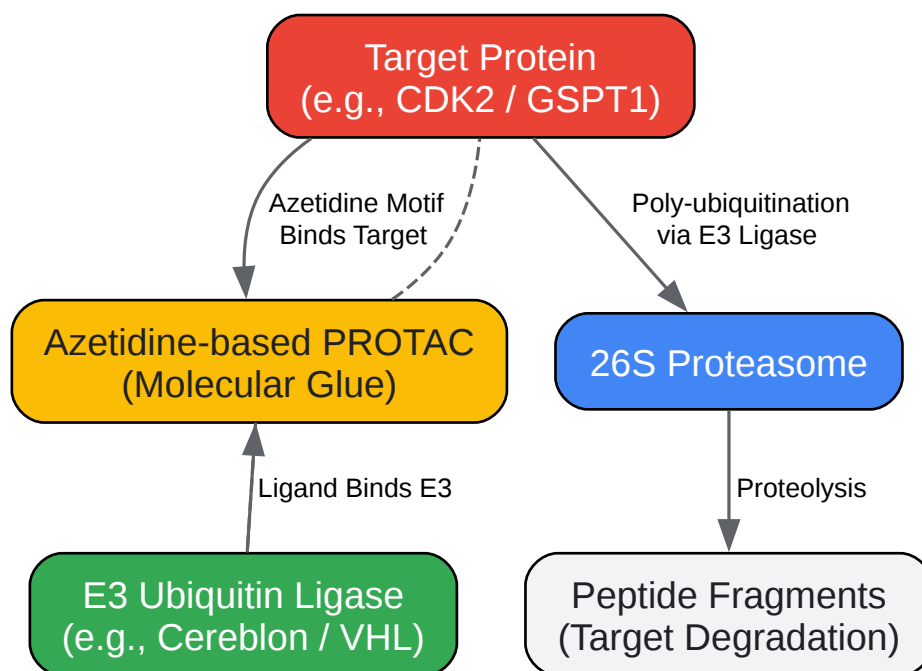 Target Protein
(e.g., CDK2 / GSPT1)
Azetidine Motif
Binds Target
Poly-ubiquitination
via E3 Ligase
Azetidine-based PROTAC
(Molecular Glue)
26S Proteasome
Ligand Binds E3
Proteolysis
E3 Ubiquitin Ligase
(e.g., Cereblon / VHL)
Peptide Fragments
(Target Degradation)